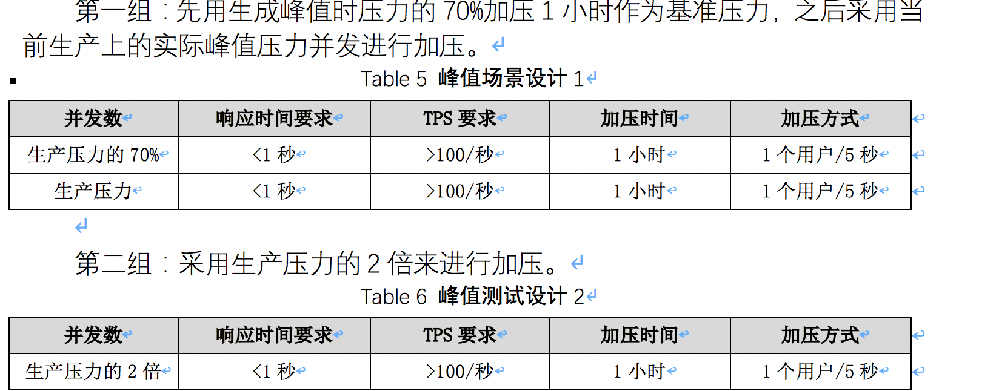 第一组：先用生成峰值时压力的 70%加压 1 小时作为基准压力，之后采用当
前生产上的实际峰值压力并发进行加压。
Table 5 峰值场景设计 1
并发数 响应时间要求 TPS 要求 加压时间 加压方式
生产压力的 70% <1 秒 >100/秒 1 小时 1 个用户/5 秒
生产压力 <1 秒 >100/秒 1 小时 1 个用户/5 秒
第二组：采用生产压力的 2 倍来进行加压。
Table 6 峰值测试设计 2
并发数 响应时间要求 TPS 要求 加压时间 加压方式
生产压力的 2 倍 <1 秒 >100/秒 1 小时 1 个用户/5 秒